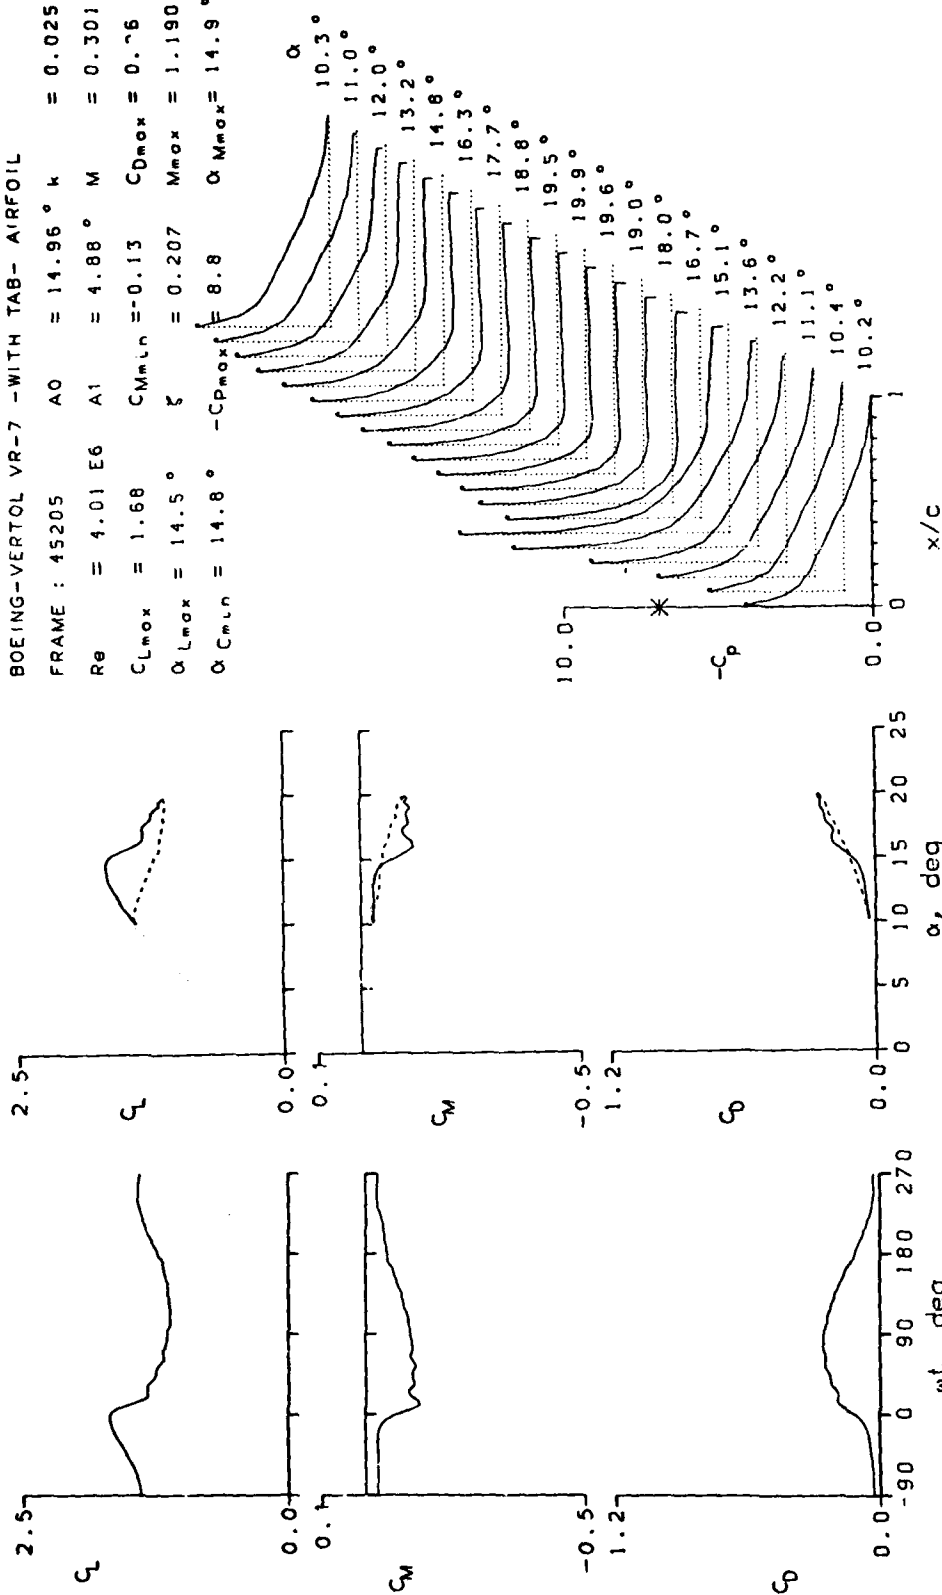 BOEING-VERTOL VR-7 -WITH TAB- AIRFOIL
FRAME : 45205 A0 = 14.96 ° k = 0.025
Re = 4.01 E6 A1 = 4.88 ° M = 0.301
CLmax = 1.68 CMmin =-0.13 CDmax =
αLmax = 14.5 ° ζ = 0.207 Mmax = 1.190
αCmin = 14.8 ° -CPmax = 8.8 αMmax= 14.9 °
α
10.3 °
11.0 °
12.0 °
13.2 °
14.8 °
16.3 °
17.7 °
18.8 °
19.5 °
19.9 °
19.6 °
19.0 °
18.0 °
16.7 °
15.1 °
13.6 °
12.2 °
11.1 °
10.4 °
10.2 °
10.0
-Cp
0.0
0 1
x/c
2.5
CL
0.0
0.1
CM
-0.5
1.2
CD
0.0
0 5 10 15 20 25
α, deg
2.5
CL
0.0
0.1
CM
-0.5
1.2
CD
0.0
-90 0 90 180 270
ωt, deg